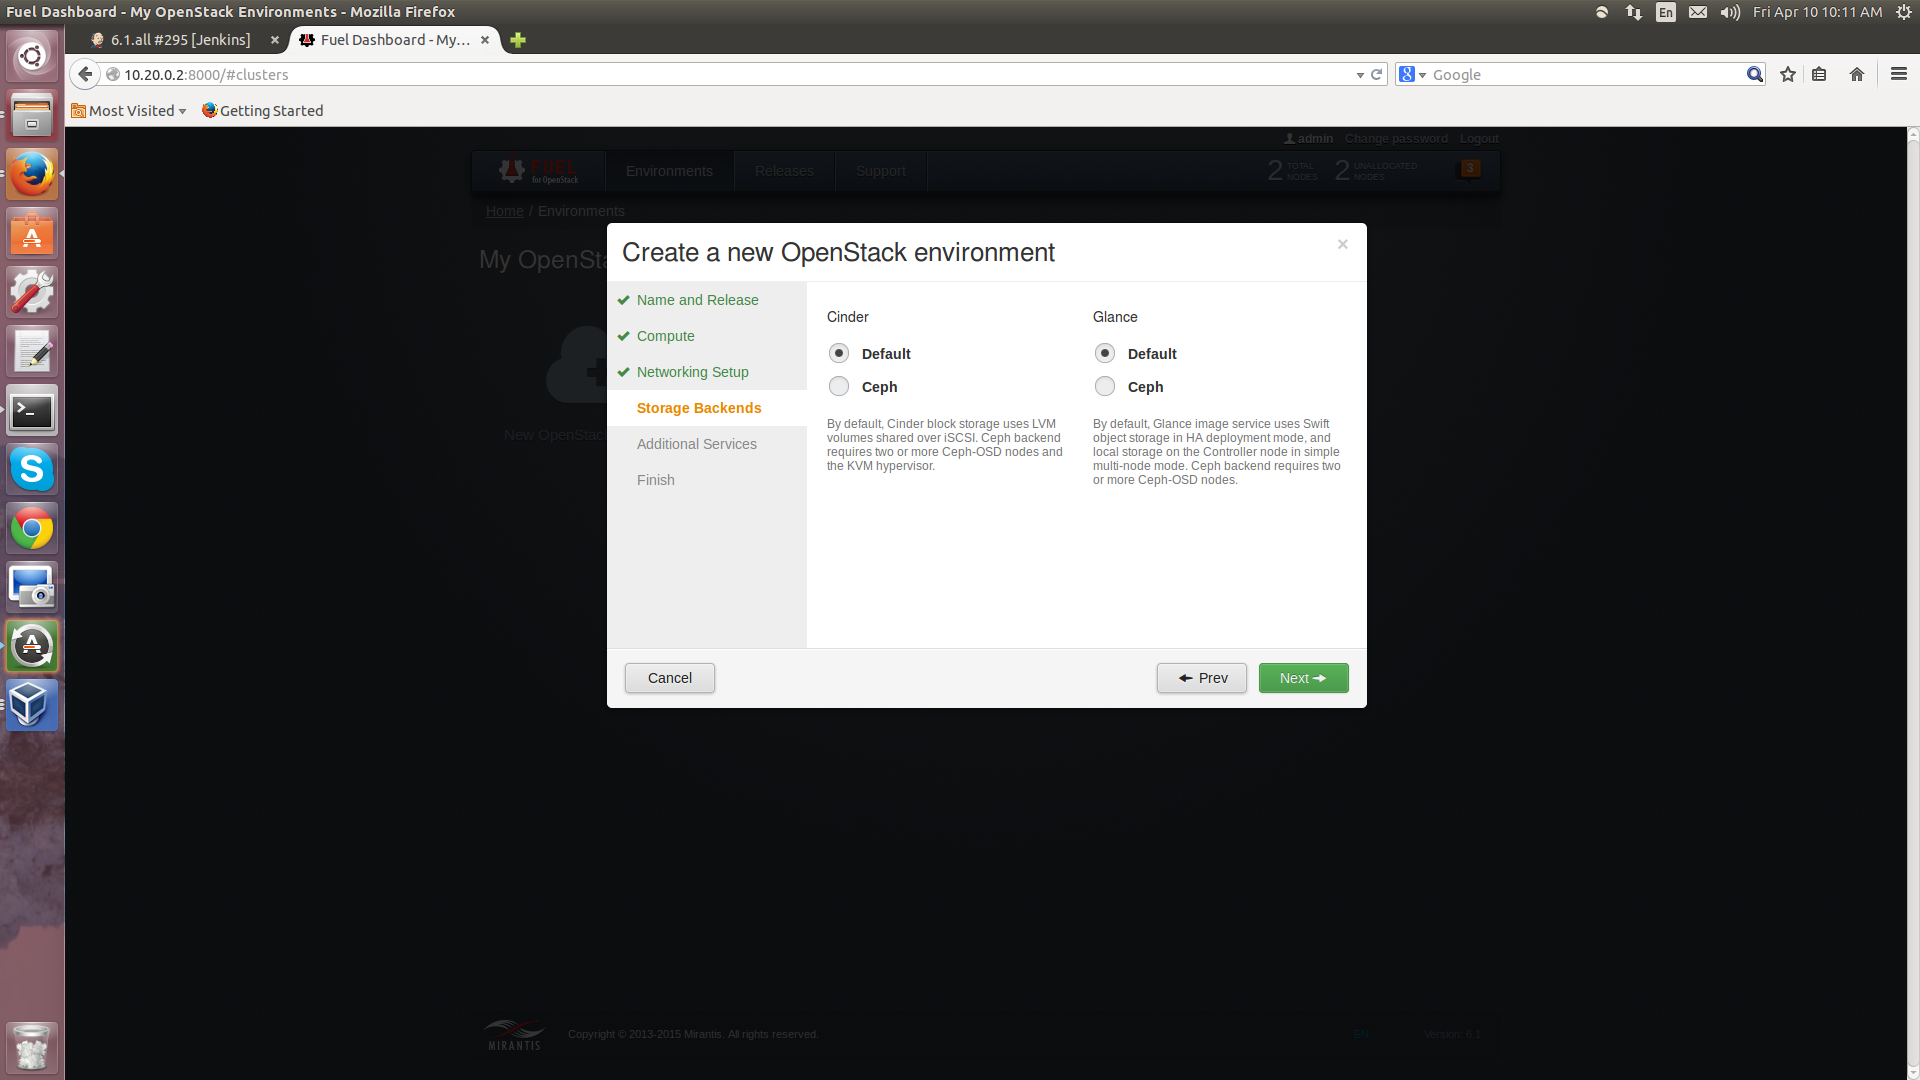 Fuel Dashboard - My OpenStack Environments - Mozilla Firefox
En
Fri Apr 10 10:11 AM
6.1.all #295 [Jenkins]
Fuel Dashboard - My...
10.20.0.2:8000/#clusters
Google
Most Visited
Getting Started
admin Change password Logout
FUEL
for OpenStack
Environments
Releases
Support
2 TOTAL NODES
2 UNALLOCATED NODES
3
Home / Environments
My OpenSta
New OpenStack
Create a new OpenStack environment
×
Name and Release
Compute
Networking Setup
Storage Backends
Additional Services
Finish
Cinder
Default
Ceph
By default, Cinder block storage uses LVM
volumes shared over iSCSI. Ceph backend
requires two or more Ceph-OSD nodes and
the KVM hypervisor.
Glance
Default
Ceph
By default, Glance image service uses Swift
object storage in HA deployment mode, and
local storage on the Controller node in simple
multi-node mode. Ceph backend requires two
or more Ceph-OSD nodes.
Cancel
Prev
Next
MIRANTIS
Copyright © 2013-2015 Mirantis. All rights reserved.
EN
Version: 6.1